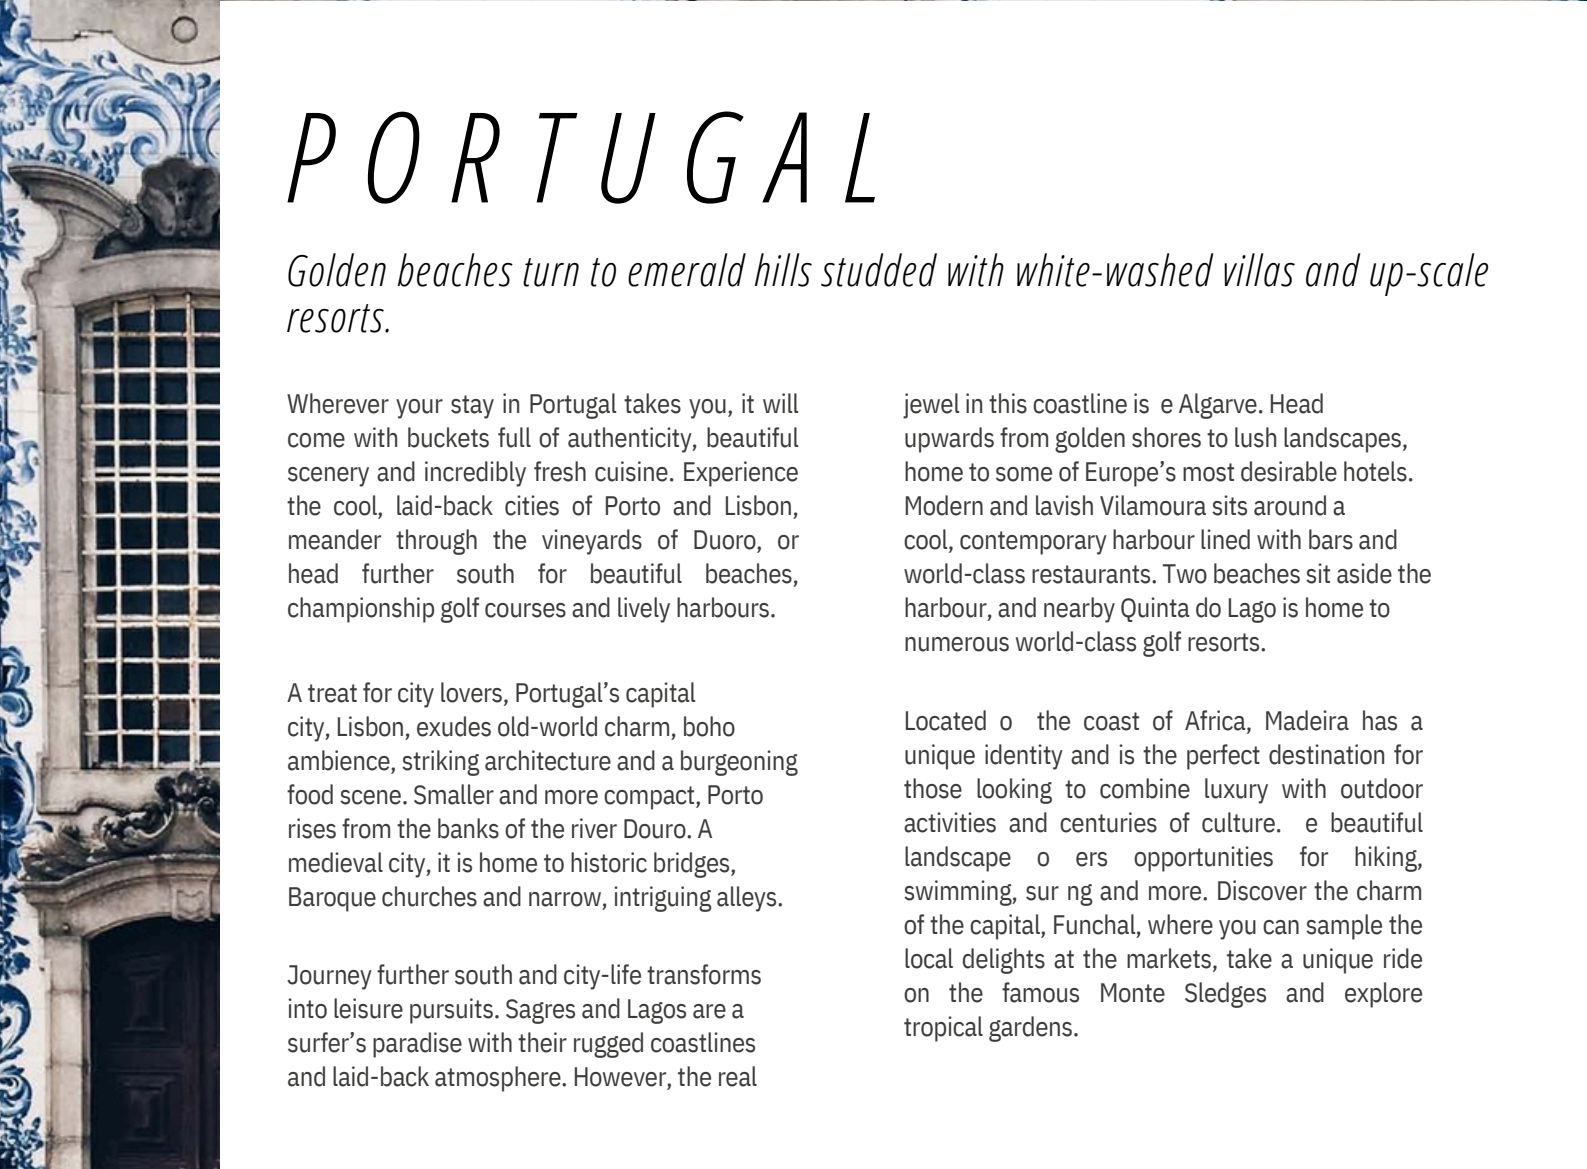 PORTUGAL
Golden beaches turn to emerald hills studded with white-washed villas and up-scale
resorts.
Wherever your stay in Portugal takes you, it will
come with buckets full of authenticity, beautiful
scenery and incredibly fresh cuisine. Experience
the cool, laid-back cities of Porto and Lisbon,
meander through the vineyards of Duoro, or
head further south for beautiful beaches,
championship golf courses and lively harbours.
A treat for city lovers, Portugal’s capital
city, Lisbon, exudes old-world charm, boho
ambience, striking architecture and a burgeoning
food scene. Smaller and more compact, Porto
rises from the banks of the river Douro. A
medieval city, it is home to historic bridges,
Baroque churches and narrow, intriguing alleys.
Journey further south and city-life transforms
into leisure pursuits. Sagres and Lagos are a
surfer’s paradise with their rugged coastlines
and laid-back atmosphere. However, the real
jewel in this coastline is e Algarve. Head
upwards from golden shores to lush landscapes,
home to some of Europe’s most desirable hotels.
Modern and lavish Vilamoura sits around a
cool, contemporary harbour lined with bars and
world-class restaurants. Two beaches sit aside the
harbour, and nearby Quinta do Lago is home to
numerous world-class golf resorts.
Located o the coast of Africa, Madeira has a
unique identity and is the perfect destination for
those looking to combine luxury with outdoor
activities and centuries of culture. e beautiful
landscape o ers opportunities for hiking,
swimming, sur ng and more. Discover the charm
of the capital, Funchal, where you can sample the
local delights at the markets, take a unique ride
on the famous Monte Sledges and explore
tropical gardens.